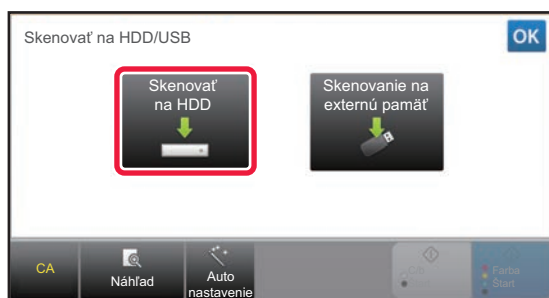 Skenovať na HDD/USB
OK
Skenovať
na HDD
Skenovanie na
externú pamäť
CA
Náhľad
Auto
nastavenie
Farba
Štart